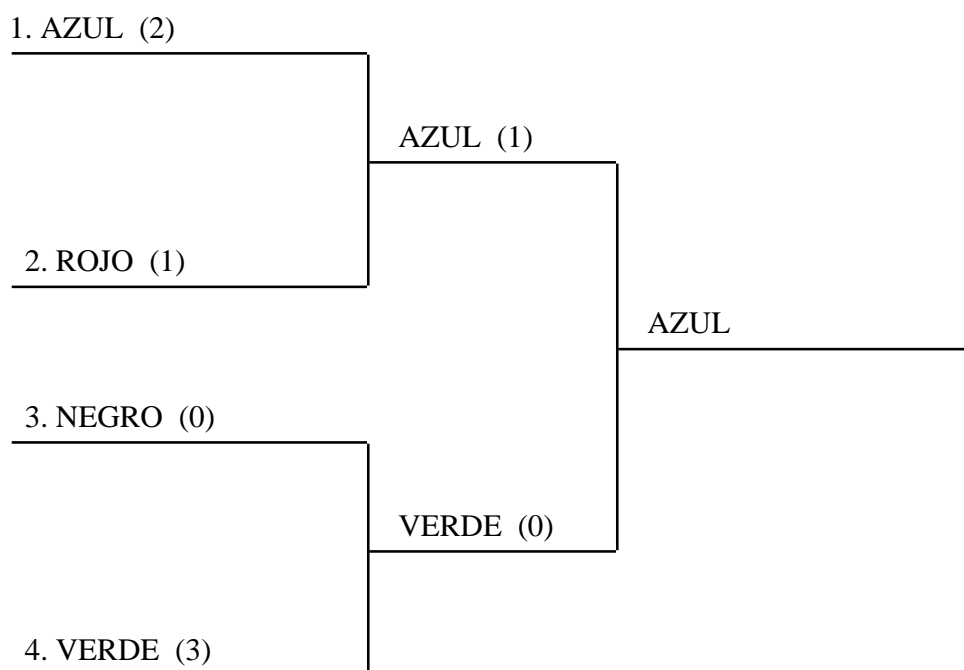 1. AZUL (2)
AZUL (1)
2. ROJO (1)
AZUL
3. NEGRO (0)
VERDE (0)
4. VERDE (3)